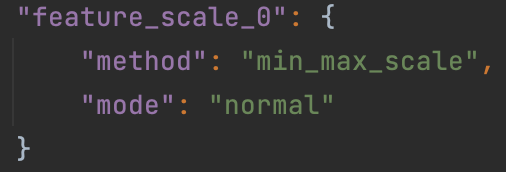 "feature_scale_0": {
    "method": "min_max_scale",
    "mode": "normal"
}